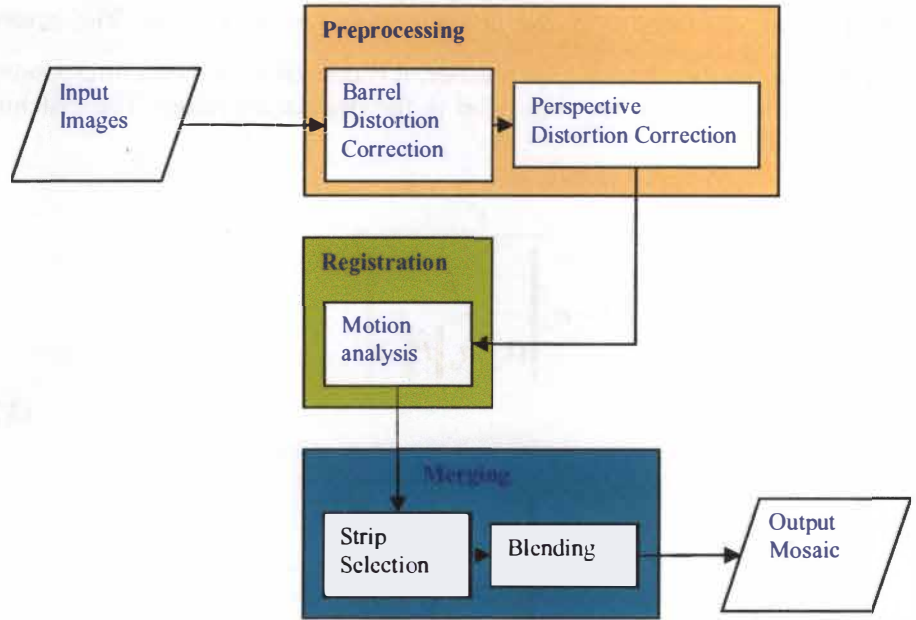 Preprocessing
Input
Images
Barrel
Distortion
Correction
Perspective
Distortion Correction
Registration
Motion
analysis
Merging
Strip
Selection
Blending
Output
Mosaic